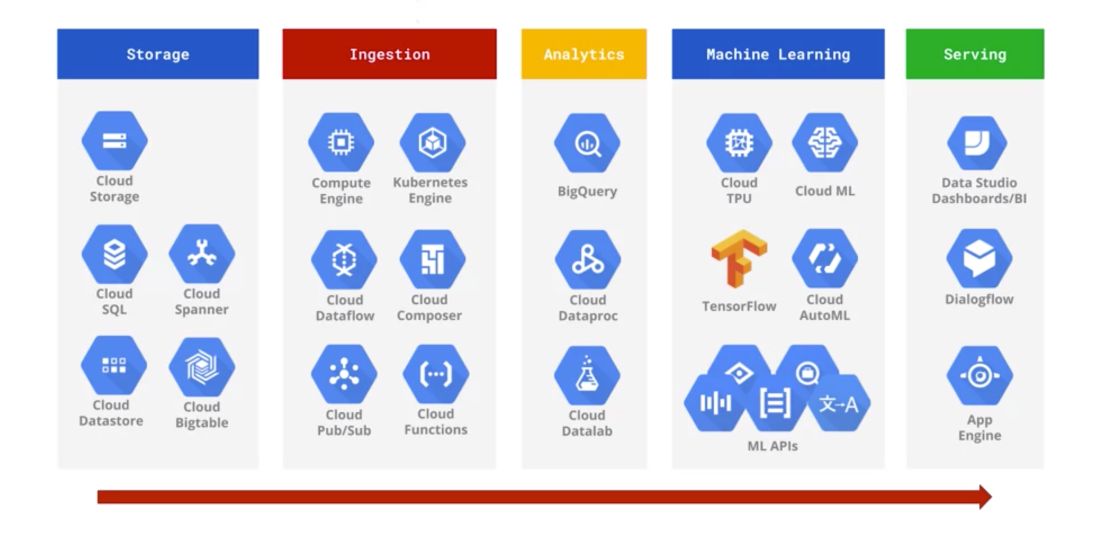 Storage
Ingestion
Analytics
Machine Learning
Serving
Cloud
Storage
Cloud
SQL
Cloud
Spanner
Cloud
Datastore
Cloud
Bigtable
Compute
Engine
Kubernetes
Engine
Cloud
Dataflow
Cloud
Composer
Cloud
Pub/Sub
Cloud
Functions
BigQuery
Cloud
Dataproc
Cloud
Datalab
Cloud
TPU
Cloud ML
TensorFlow
Cloud
AutoML
文→A
ML APIs
Data Studio
Dashboards/BI
Dialogflow
App
Engine